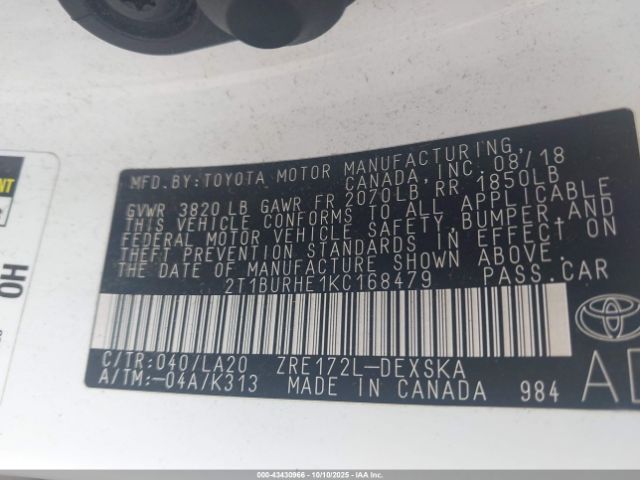 MFD.BY:TOYOTA MOTOR MANUFACTURING,
CANADA, INC. 08/18
GVWR 3820 LB GAWR FR 2070LB, RR 1850LB
THIS VEHICLE CONFORMS TO ALL APPLICABLE
FEDERAL MOTOR VEHICLE SAFETY,BUMPER,AND
THEFT PREVENTION STANDARDS IN EFFECT ON
THE DATE OF MANUFACTURE SHOWN ABOVE.
2T1BURHE1KC168479 PASS.CAR
C/TR:040/LA20 ZRE172L-DEXSKA
A/TM:-04A/K313 MADE IN CANADA 984
TOYOTA
HO
000-43430966 - 10/10/2025 - IAA Inc. (OH)